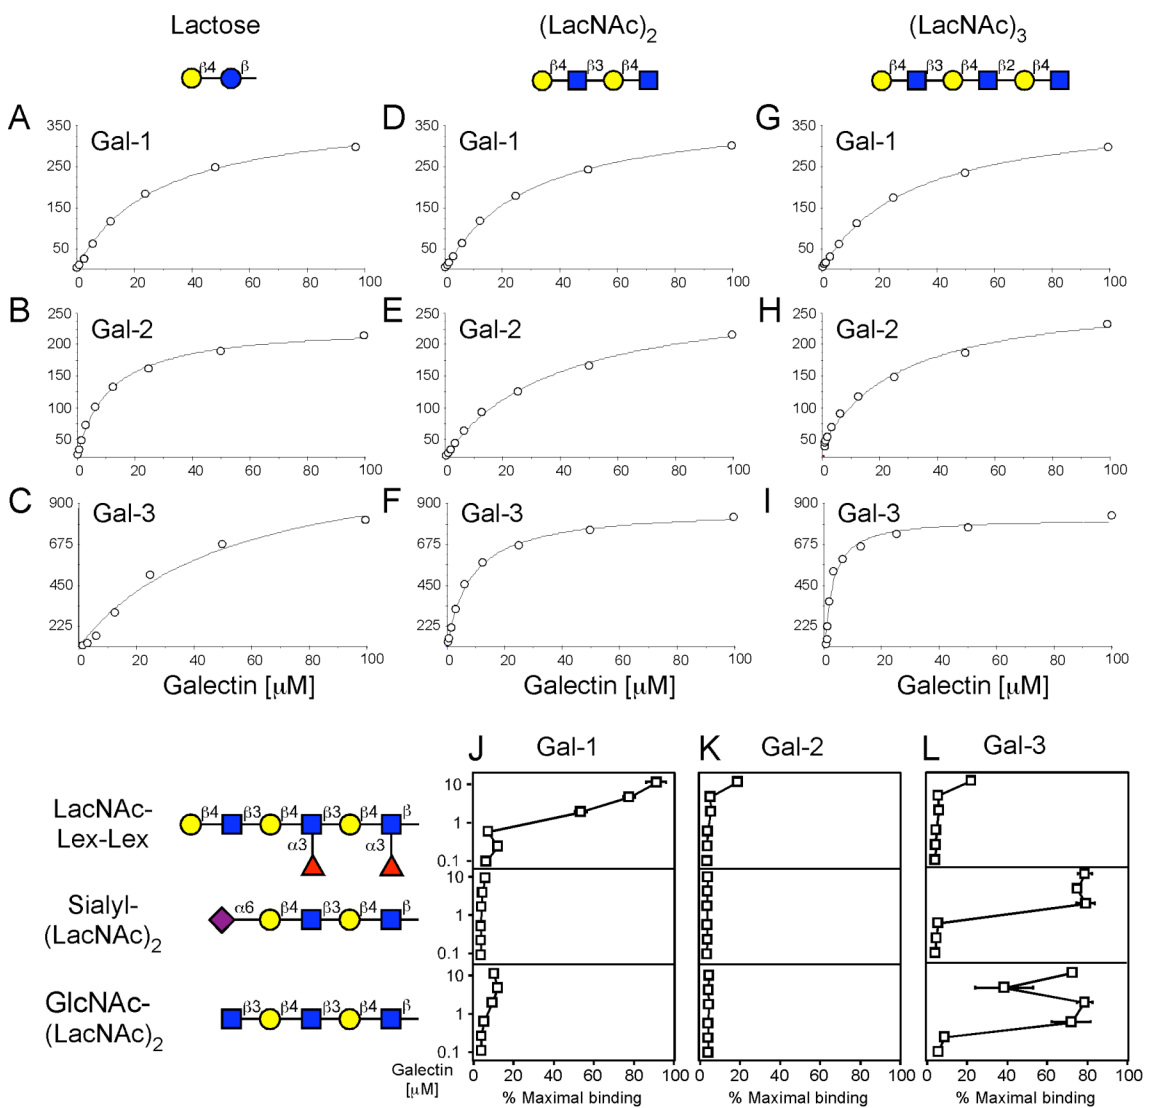 Lactose (LacNAc)2 (LacNAc)3
β4 β β4 β3 β4 β4 β3 β4 β2 β4
A D G
350 350 350
Gal-1 Gal-1 Gal-1
250 250 250
150 150 150
50 50 50
0 20 40 60 80 100 0 20 40 60 80 100 0 20 40 60 80 100
B E H
250 250 250
Gal-2 Gal-2 Gal-2
200 200 200
150 150 150
100 100 100
50 50 50
0 20 40 60 80 100 0 20 40 60 80 100 0 20 40 60 80 100
C F I
900 900 900
Gal-3 Gal-3 Gal-3
675 675 675
450 450 450
225 225 225
0 20 40 60 80 100 0 20 40 60 80 100 0 20 40 60 80 100
Galectin [μM] Galectin [μM] Galectin [μM]
J Gal-1 K Gal-2 L Gal-3
LacNAc-
Lex-Lex
β4 β3 β4 β3 β4 β
α3 α3
10
1
0.1
Sialyl-
(LacNAc)2
α6 β4 β3 β4 β
10
1
0.1
GlcNAc-
(LacNAc)2
β3 β4 β3 β4 β
10
1
0.1
Galectin
[μM]
0 20 40 60 80 100 0 20 40 60 80 100 0 20 40 60 80 100
% Maximal binding % Maximal binding % Maximal binding